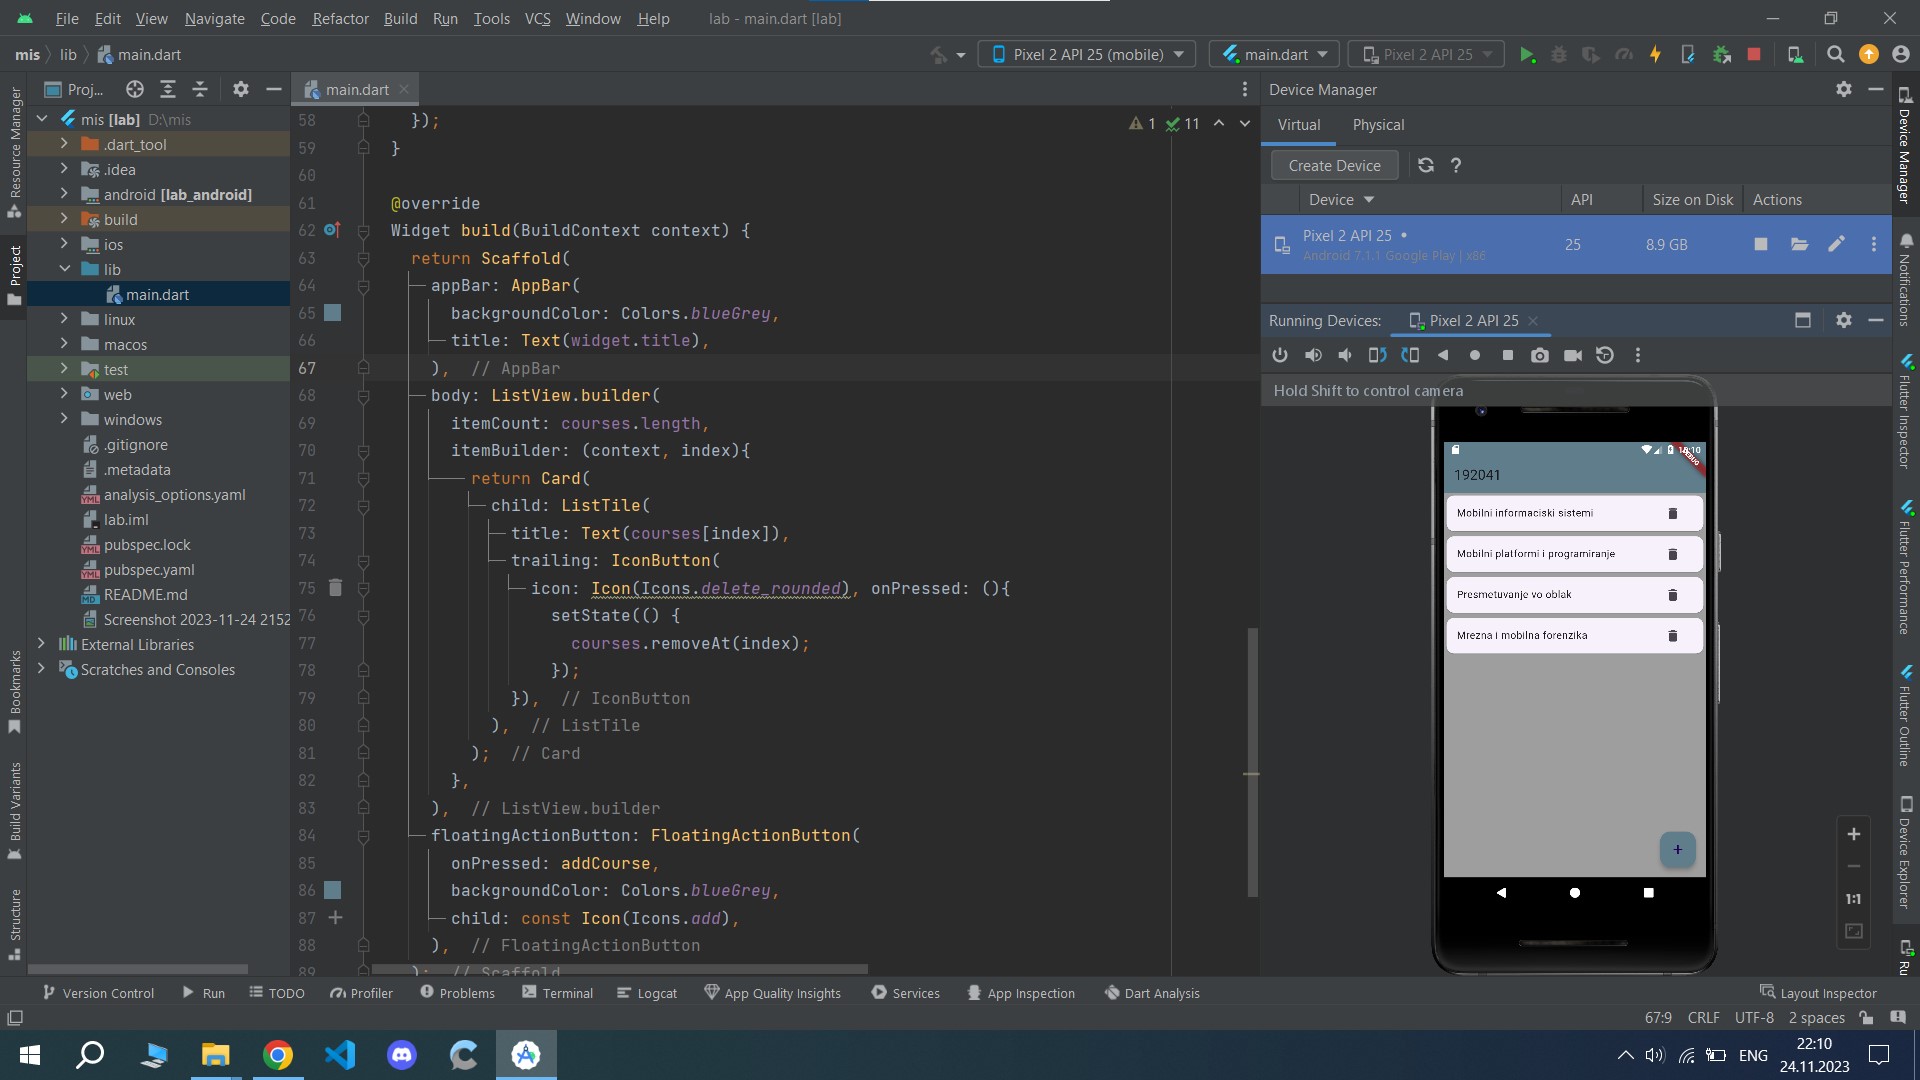 File Edit View Navigate Code Refactor Build Run Tools VCS Window Help lab - main.dart [lab]
mis lib main.dart Pixel 2 API 25 (mobile) main.dart Pixel 2 API 25
Proj...
main.dart
Resource Manager
Project
Bookmarks
Build Variants
Structure
mis [lab] D:\mis
.dart_tool
.idea
android [lab_android]
build
ios
lib
main.dart
linux
macos
test
web
windows
.gitignore
.metadata
analysis_options.yaml
lab.iml
pubspec.lock
pubspec.yaml
README.md
Screenshot 2023-11-24 2152
External Libraries
Scratches and Consoles
1 11
58 });
59 }
60
61 @override
62 Widget build(BuildContext context) {
63 return Scaffold(
64 appBar: AppBar(
65 backgroundColor: Colors.blueGrey,
66 title: Text(widget.title),
67 ), // AppBar
68 body: ListView.builder(
69 itemCount: courses.length,
70 itemBuilder: (context, index){
71 return Card(
72 child: ListTile(
73 title: Text(courses[index]),
74 trailing: IconButton(
75 icon: Icon(Icons.delete_rounded), onPressed: (){
76 setState(() {
77 courses.removeAt(index);
78 });
79 }), // IconButton
80 ), // ListTile
81 ); // Card
82 },
83 ), // ListView.builder
84 floatingActionButton: FloatingActionButton(
85 onPressed: addCourse,
86 backgroundColor: Colors.blueGrey,
87 child: const Icon(Icons.add),
88 ), // FloatingActionButton
89 ); // Scaffold
Device Manager
Virtual Physical
Create Device ?
Device API Size on Disk Actions
Pixel 2 API 25 • 25 8.9 GB
Android 7.1.1 Google Play | x86
Running Devices: Pixel 2 API 25
Hold Shift to control camera
192041
Mobilni informaciski sistemi
Mobilni platformi i programiranje
Presmetuvanje vo oblak
Mrezna i mobilna forenzika
+
1:1
Device Manager
Notifications
Flutter Inspector
Flutter Performance
Flutter Outline
Device Explorer
Ru
Version Control Run TODO Profiler Problems Terminal Logcat App Quality Insights Services App Inspection Dart Analysis Layout Inspector
67:9 CRLF UTF-8 2 spaces
ENG 22:10
24.11.2023